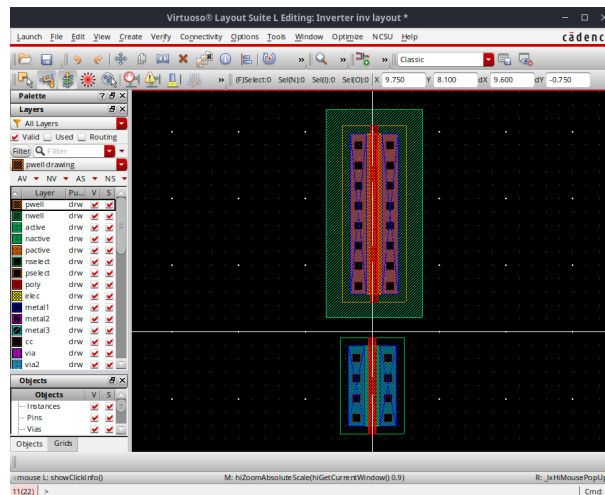 Virtuoso® Layout Suite L Editing: Inverter inv layout *
Launch File Edit View Create Verify Connectivity Options Tools Window Optimize NCSU Help cādence
» » » Classic
» (F)Select:0 Sel(N):0 Sel(I):0 Sel(O):0 X 9.750 Y 8.100 dX 9.600 dY -0.750
Palette
Layers
All Layers
Valid Used Routing
Filter Filter
pwell drawing
AV NV AS NS
Layer Pu... V S
pwell drw
nwell drw
active drw
nactive drw
pactive drw
nselect drw
pselect drw
poly drw
elec drw
metal1 drw
metal2 drw
metal3 drw
cc drw
via drw
via2 drw
Objects
Objects V S
Instances
Pins
Vias
Objects Grids
mouse L: showClickInfo() M: hiZoomAbsoluteScale(hiGetCurrentWindow() 0.9) R: _lxHiMousePopUp
11(22) > Cmd: